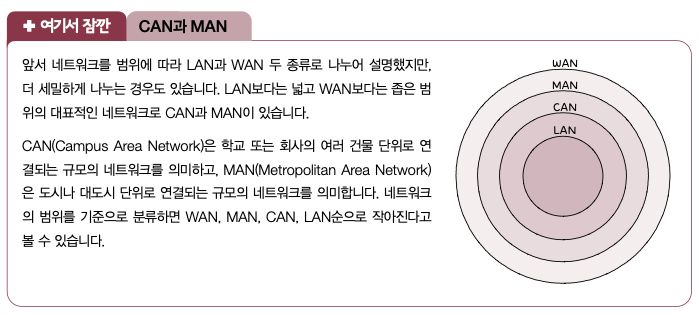 ✚ 여기서 잠깐 CAN과 MAN
앞서 네트워크를 범위에 따라 LAN과 WAN 두 종류로 나누어 설명했지만,
더 세밀하게 나누는 경우도 있습니다. LAN보다는 넓고 WAN보다는 좁은 범
위의 대표적인 네트워크로 CAN과 MAN이 있습니다.
CAN(Campus Area Network)은 학교 또는 회사의 여러 건물 단위로 연
결되는 규모의 네트워크를 의미하고, MAN(Metropolitan Area Network)
은 도시나 대도시 단위로 연결되는 규모의 네트워크를 의미합니다. 네트워크
의 범위를 기준으로 분류하면 WAN, MAN, CAN, LAN순으로 작아진다고
볼 수 있습니다.
WAN
MAN
CAN
LAN